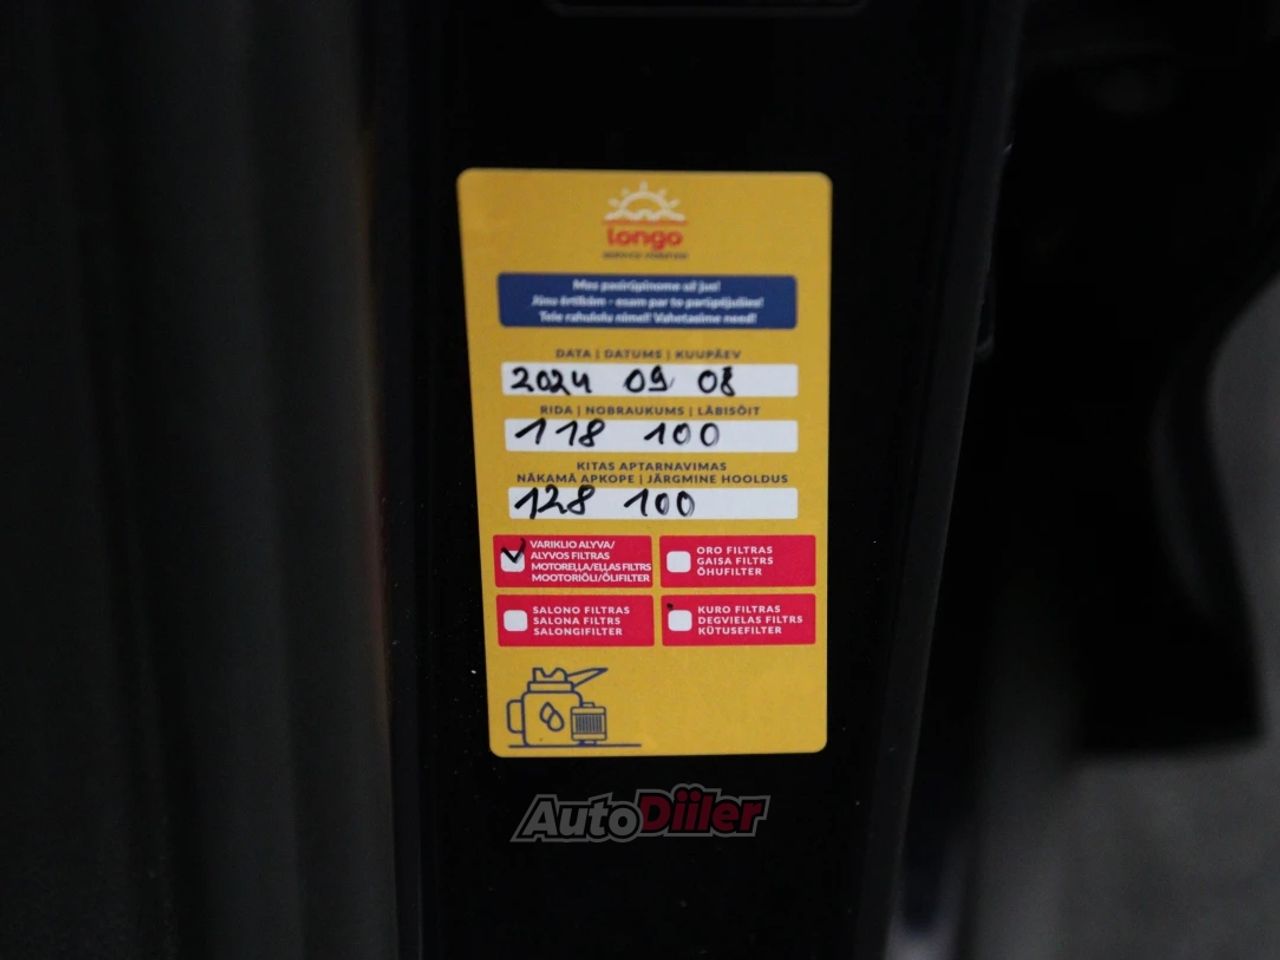 longo
Mes pasirūpinome už jus!
Jūsu ērtībām - esam par to parūpējušies!
Teie rahulolu nimel! Vahetasime need!
DATA | DATUMS | KUUPÄEV
2024 09 08
RIDA | NOBRAUKUMS | LÄBISÕIT
118 100
KITAS APTARNAVIMAS
NĀKAMĀ APKOPE | JÄRGMINE HOOLDUS
128 100
VARIKLIO ALYVA/
ALYVOS FILTRAS
MOTOREĻĻA/EĻĻAS FILTRS
MOOTORIÕLI/ÕLIFILTER
ORO FILTRAS
GAISA FILTRS
ÕHUFILTER
SALONO FILTRAS
SALONA FILTRS
SALONGIFILTER
KURO FILTRAS
DEGVIELAS FILTRS
KÜTUSEFILTER
AutoDiiler